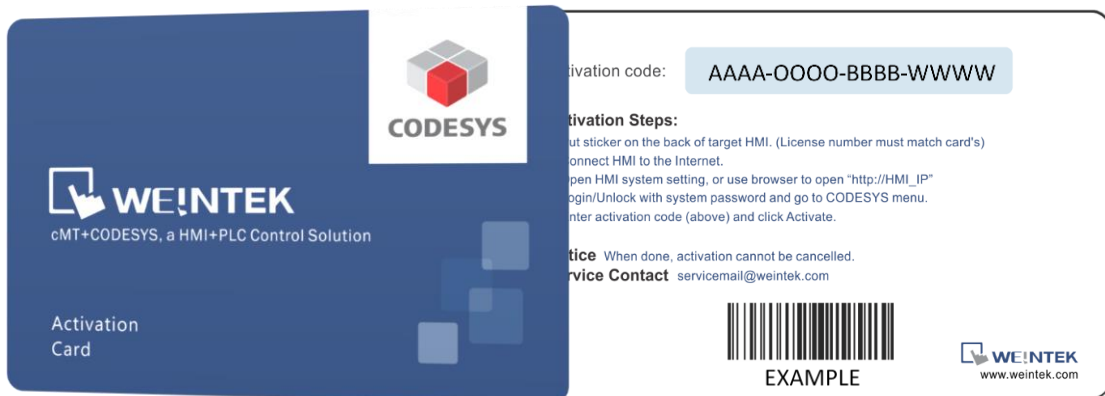 CODESYS
WEINTEK
cMT+CODESYS, a HMI+PLC Control Solution
Activation
Card
ivation code: AAAA-OOOO-BBBB-WWWW
tivation Steps:
ut sticker on the back of target HMI. (License number must match card's)
onnect HMI to the Internet.
pen HMI system setting, or use browser to open “http://HMI_IP”
ogin/Unlock with system password and go to CODESYS menu.
nter activation code (above) and click Activate.
tice When done, activation cannot be cancelled.
rvice Contact servicemail@weintek.com
EXAMPLE
WE!NTEK
www.weintek.com